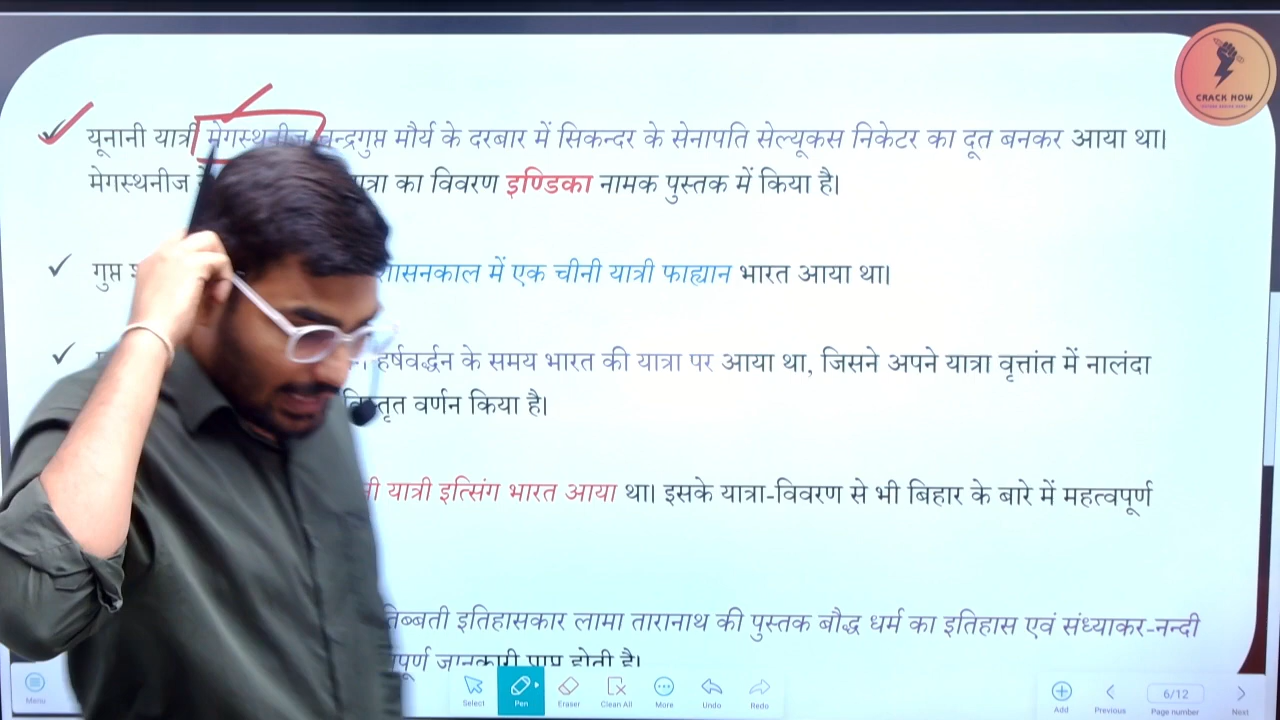 CRACK NOW
यूनानी यात्री मेगस्थनीज चन्द्रगुप्त मौर्य के दरबार में सिकन्दर के सेनापति सेल्यूकस निकेटर का दूत बनकर आया था।
मेगस्थनीज का विवरण इण्डिका नामक पुस्तक में किया है।
गुप्त शासनकाल में एक चीनी यात्री फाह्यान भारत आया था।
हर्षवर्द्धन के समय भारत की यात्रा पर आया था, जिसने अपने यात्रा वृत्तांत में नालंदा
वर्णन किया है।
यात्री इत्सिंग भारत आया था। इसके यात्रा-विवरण से भी बिहार के बारे में महत्वपूर्ण
तिब्बती इतिहासकार लामा तारानाथ की पुस्तक बौद्ध धर्म का इतिहास एवं संध्याकर-नन्दी
जानकारी प्राप्त होती है।
Menu Select Pen Eraser Clean All More Undo Redo Add Previous 6/12 Page number Next